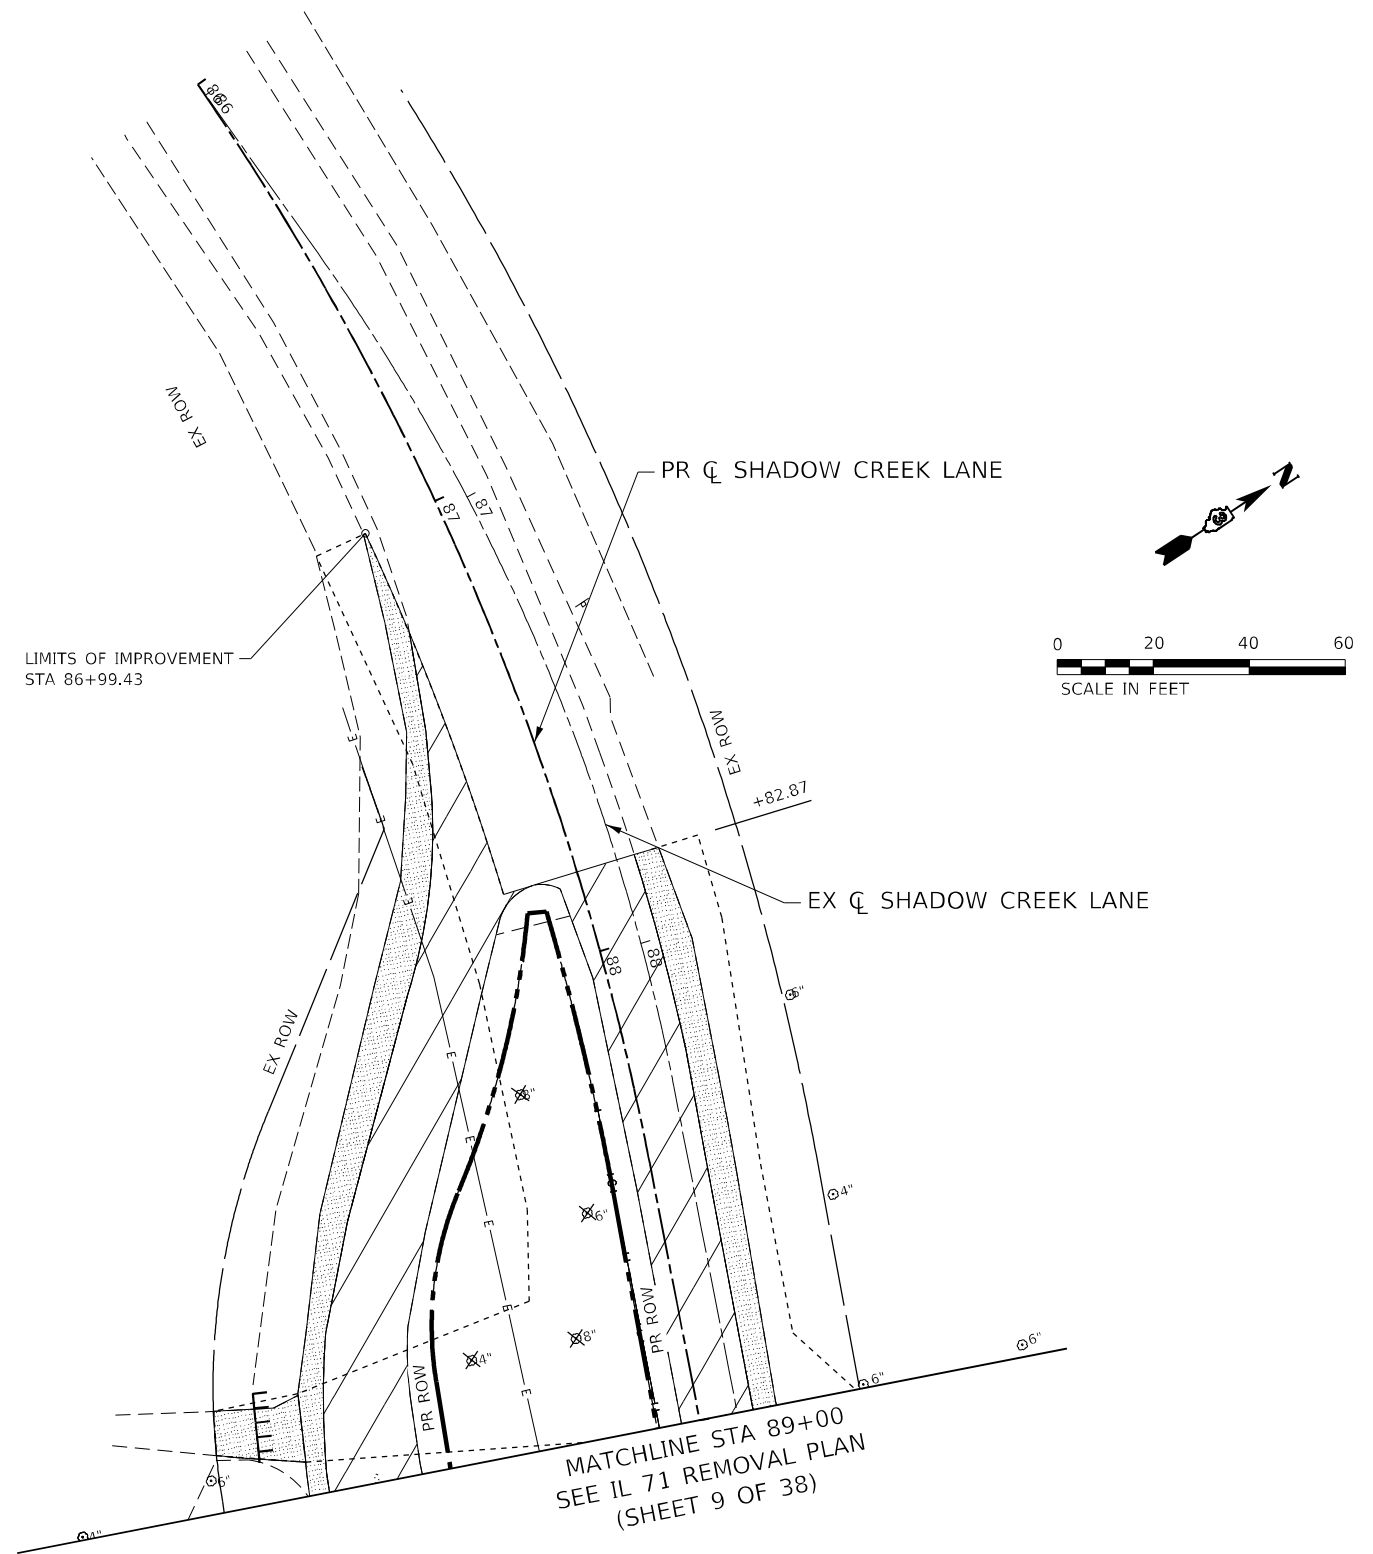 86
86
EX ROW
PR ℄ SHADOW CREEK LANE
N
87
87
P
0 20 40 60
SCALE IN FEET
LIMITS OF IMPROVEMENT
STA 86+99.43
EX ROW
E
+82.87
E
E
EX ℄ SHADOW CREEK LANE
88
88
6"
EX ROW
E
8"
E
4"
6"
E
E
PR ROW
8"
6"
4"
6"
E
PR ROW
MATCHLINE STA 89+00
SEE IL 71 REMOVAL PLAN
(SHEET 9 OF 38)
6"
4"